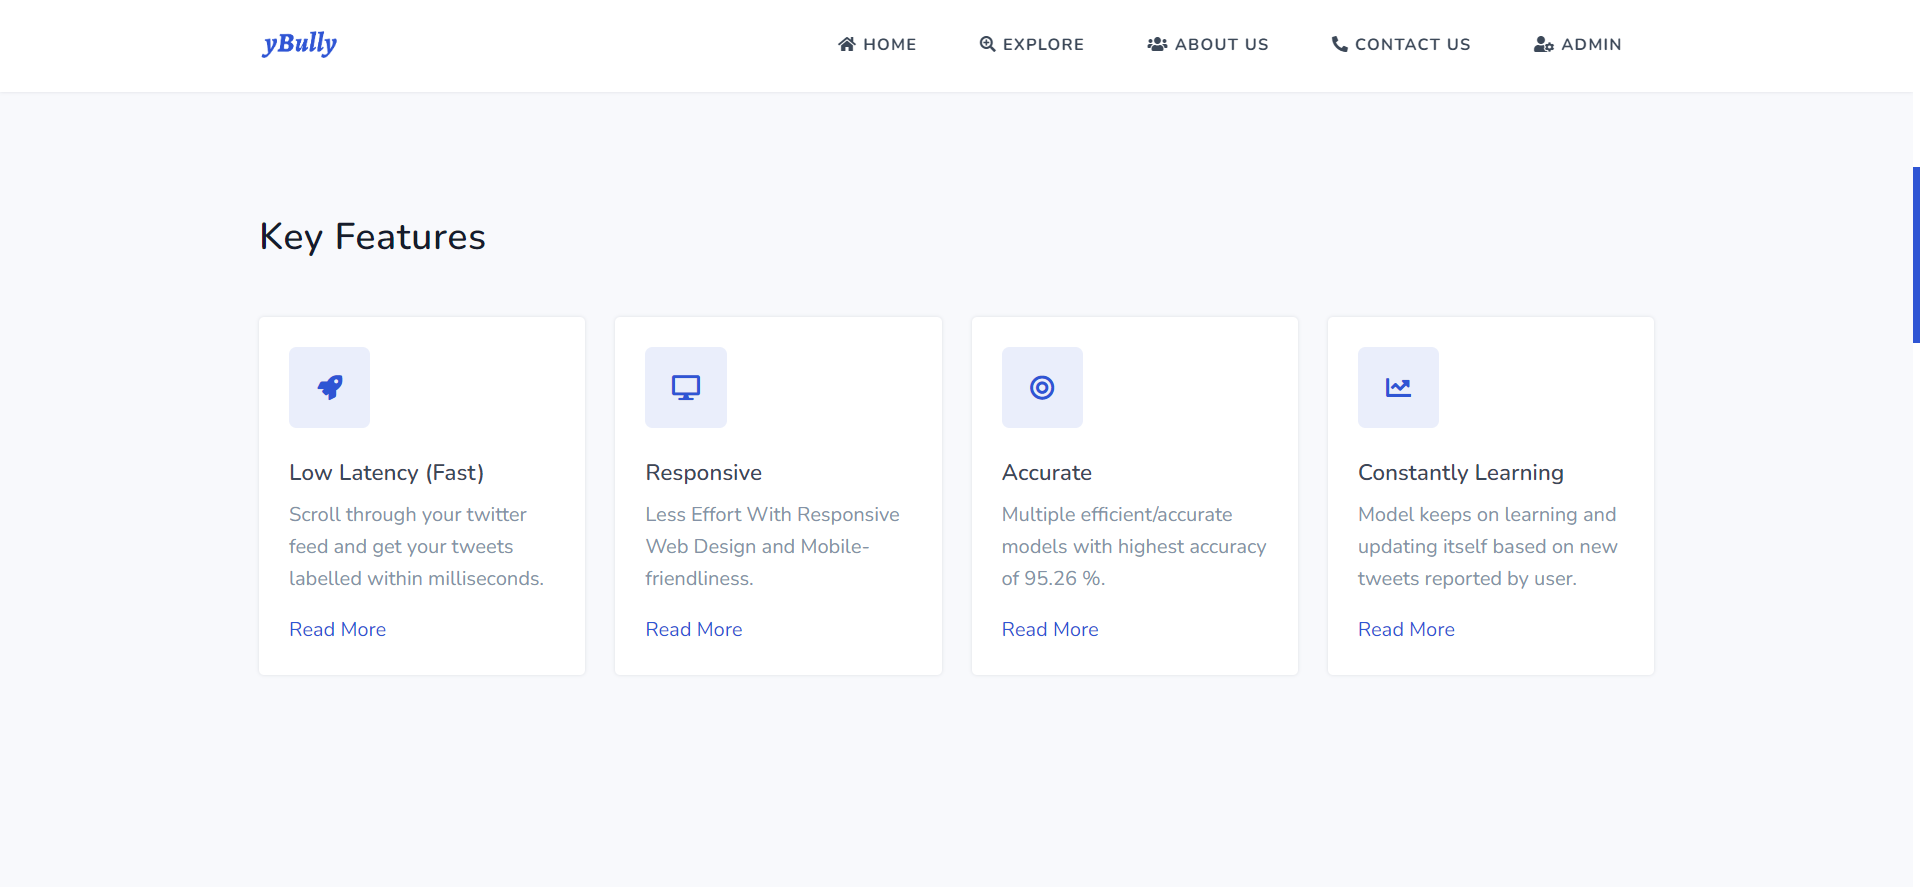 yBully
HOME
EXPLORE
ABOUT US
CONTACT US
ADMIN
Key Features
Low Latency (Fast)
Scroll through your twitter
feed and get your tweets
labelled within milliseconds.
Read More
Responsive
Less Effort With Responsive
Web Design and Mobile-
friendliness.
Read More
Accurate
Multiple efficient/accurate
models with highest accuracy
of 95.26 %.
Read More
Constantly Learning
Model keeps on learning and
updating itself based on new
tweets reported by user.
Read More